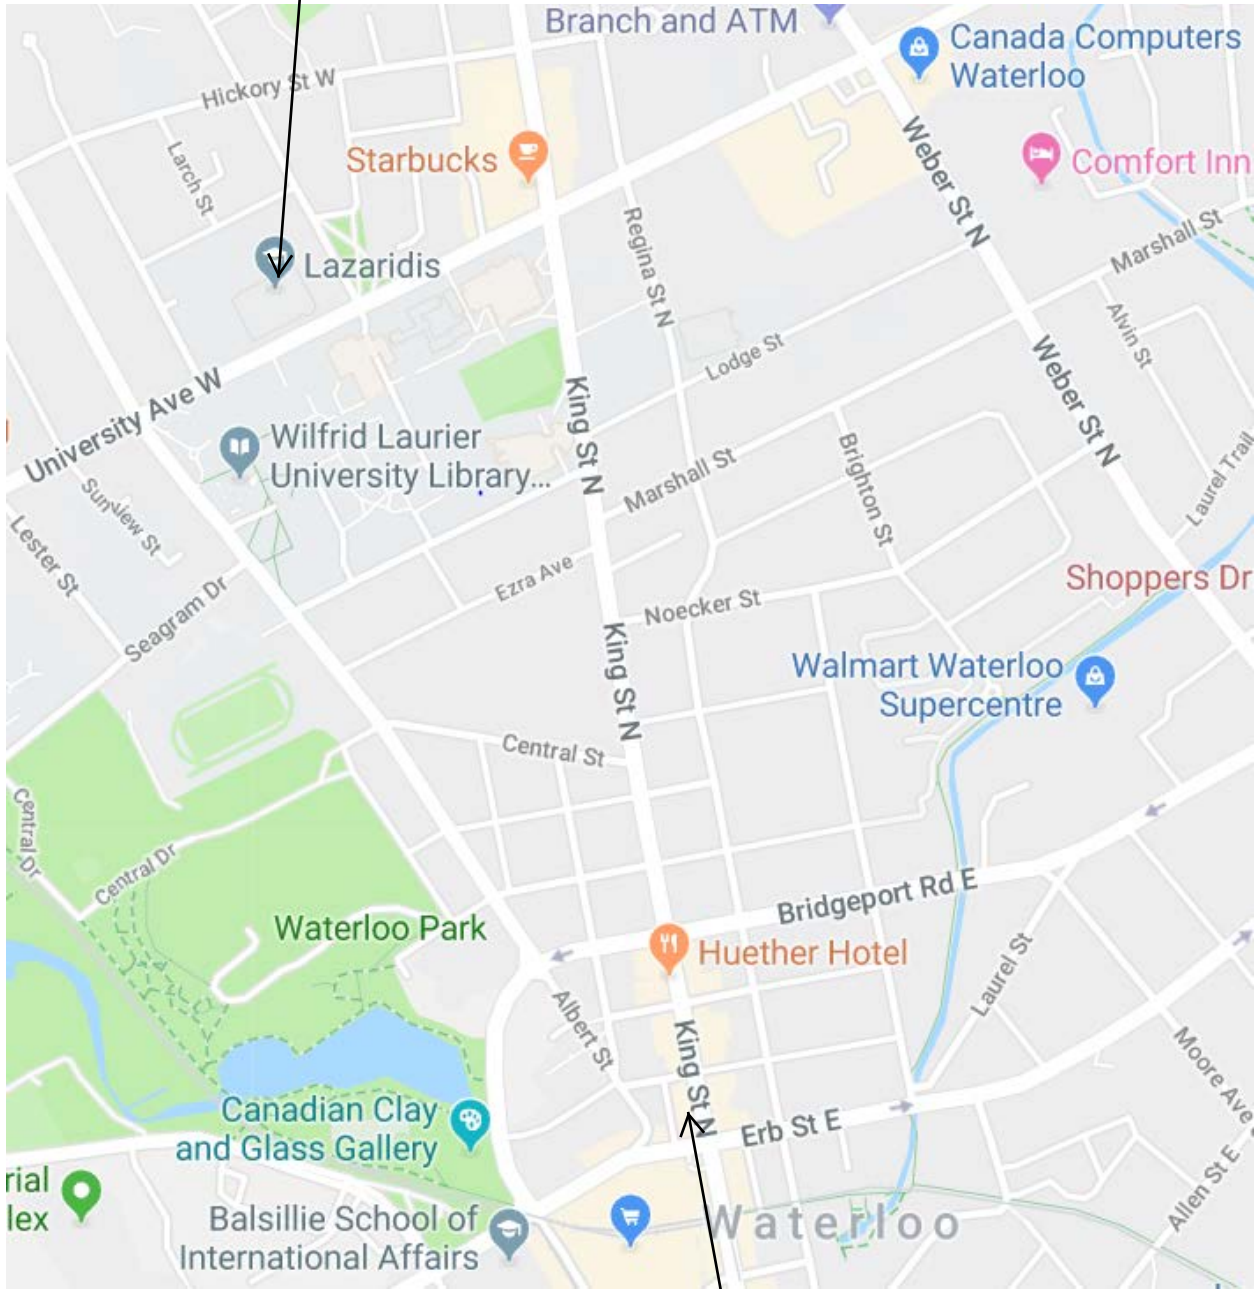 Branch and ATM
Canada Computers
Waterloo
Hickory St W
Starbucks
Weber St N
Comfort Inn
Larch St
Regina St N
Marshall St
Lazaridis
Alvin St
Lodge St
Weber St N
University Ave W
King St N
Wilfrid Laurier
University Library...
Brighton St
Marshall St
Laurel Trail
Sunview St
Lester St
Ezra Ave
Seagram Dr
Noecker St
Shoppers Dr
King St N
Walmart Waterloo
Supercentre
Central St
Central Dr
Central Dr
Bridgeport Rd E
Waterloo Park
Huether Hotel
Laurel St
Albert St
King St N
Moore Ave S
Canadian Clay
and Glass Gallery
Erb St E
rial
lex
Allen St E
Balsillie School of
International Affairs
Waterloo